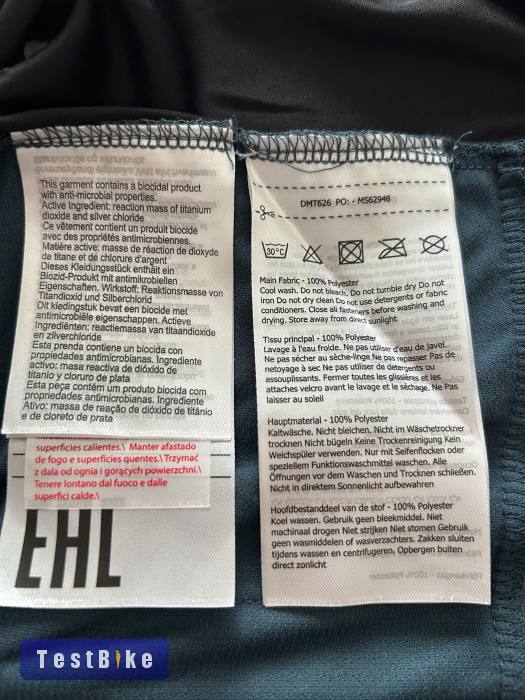 This garment contains a biocidal product
with anti-microbial properties.
Active Ingredient: reaction mass of titanium
dioxide and silver chloride
Ce vêtement contient un produit biocide
avec des propriétés antimicrobiennes.
Matière active: masse de réaction de dioxyde
de titane et de chlorure d'argent
Dieses Kleidungsstück enthält ein
Biozid-Produkt mit antimikrobiellen
Eigenschaften. Wirkstoff: Reaktionsmasse von
Titandioxid und Silberchlorid
Dit kledingstuk bevat een biocide met
antimicrobiële eigenschappen. Actieve
Ingrediënten: reactiemassa van titaandioxide
en zilverchloride
Esta prenda contiene un biocida con
propiedades antimicrobianas. Ingrediente
activo: masa reactiva de dióxido de
titanio y cloruro de plata
Esta peça contém um produto biocida com
propriedades antimicrobianas. Ingrediente
Ativo: massa de reação de dióxido de titânio
e de cloreto de prata
superficies calientes.\ Manter afastado
de fogo e superfícies quentes.\ Trzymać
z dala od ognia i gorących powierzchni.\
Tenere lontano dal fuoco e dalle
superfici calde.\
EAC
DMT626 PO: - MS62948
30°C
Main Fabric - 100% Polyester
Cool wash. Do not bleach. Do not tumble dry Do not
iron Do not dry clean Do not use detergents or fabric
conditioners. Close all fasteners before washing and
drying. Store away from direct sunlight
Tissu principal - 100% Polyester
Lavage à l'eau froide. Ne pas utiliser d'eau de javel.
Ne pas sécher au sèche-linge Ne pas repasser Pas de
netoyage à sec Ne pas utiliser de détergents ou
assouplissants. Fermer toutes les glissières et les
attaches velcro avant le lavage et le séchage. Ne Pas
laisser au soleil
Hauptmaterial - 100% Polyester
Kaltwäsche. Nicht bleichen. Nicht im Wäschetrockner
trocknen Nicht bügeln Keine Trockenreinigung Kein
Weichspüler verwenden. Nur mit Seifenflocken oder
speziellem Funktionswaschmittel waschen. Alle
Öffnungen vor dem Waschen und Trocknen schließen.
Nicht in direktem Sonnenlicht aufbewahren
Hoofdbestanddeel van de stof - 100% Polyester
Koel wassen. Gebruik geen bleekmiddel. Niet
machinaal drogen Niet strijken Niet stomen Gebruik
geen wasmiddelen of wasverzachters. Zakken sluiten
tijdens wassen en centrifugeren. Opbergen buiten
direct zonlicht
TestBike